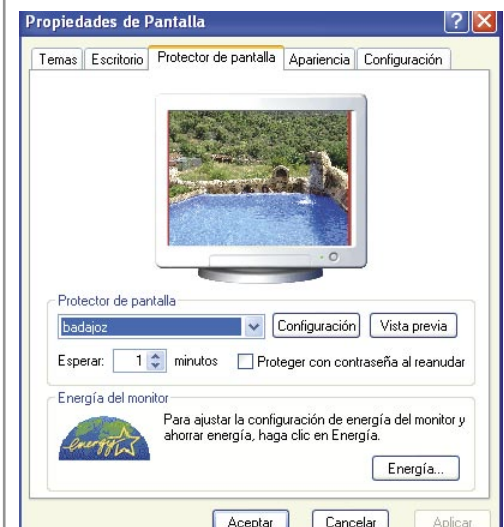 Propiedades de Pantalla
Temas Escritorio Protector de pantalla Apariencia Configuración
Protector de pantalla
badajoz Configuración Vista previa
Esperar: 1 minutos Proteger con contraseña al reanudar
Energía del monitor
energy
Para ajustar la configuración de energía del monitor y
ahorrar energía, haga clic en Energía.
Energía...
Aceptar Cancelar Aplicar